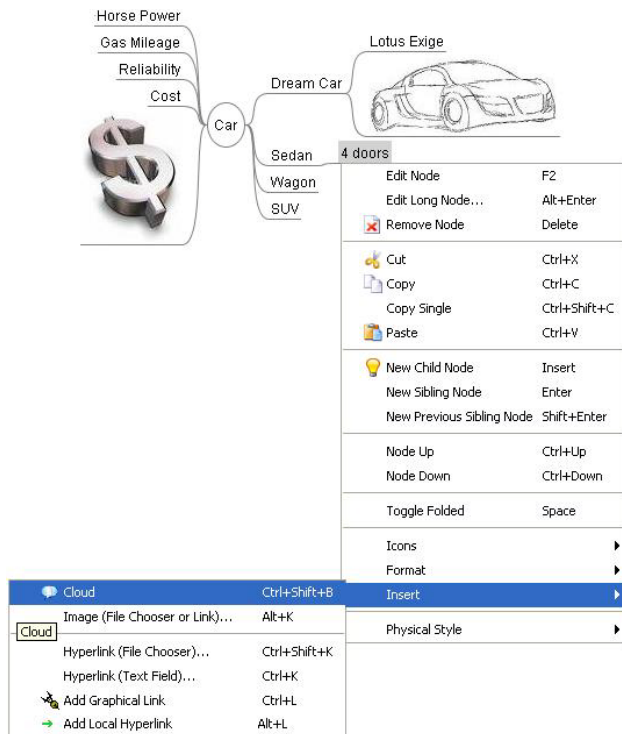 Horse Power
Gas Mileage
Reliability
Cost
Car
Dream Car
Lotus Exige
Sedan
4 doors
Wagon
SUV
Edit Node F2
Edit Long Node... Alt+Enter
Remove Node Delete
Cut Ctrl+X
Copy Ctrl+C
Copy Single Ctrl+Shift+C
Paste Ctrl+V
New Child Node Insert
New Sibling Node Enter
New Previous Sibling Node Shift+Enter
Node Up Ctrl+Up
Node Down Ctrl+Down
Toggle Folded Space
Icons
Format
Insert
Physical Style
Cloud Ctrl+Shift+B
Image (File Chooser or Link)... Alt+K
Cloud
Hyperlink (File Chooser)... Ctrl+Shift+K
Hyperlink (Text Field)... Ctrl+K
Add Graphical Link Ctrl+L
Add Local Hyperlink Alt+L